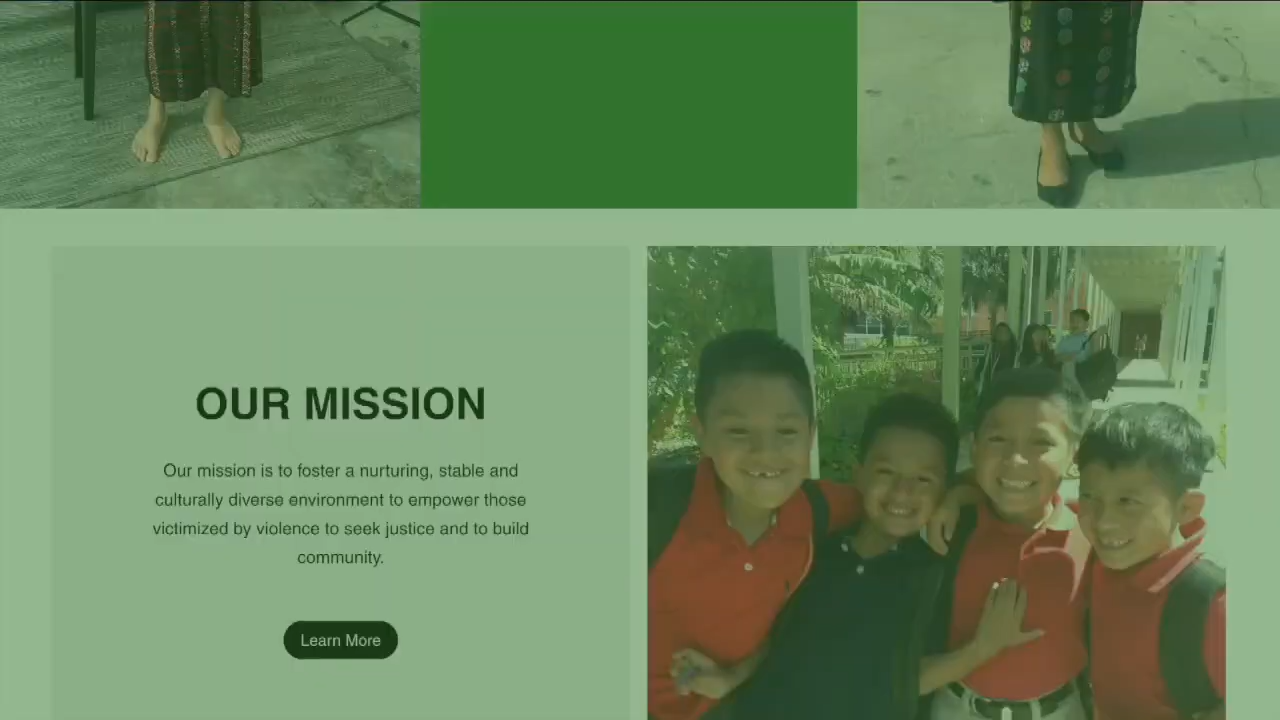 OUR MISSION
Our mission is to foster a nurturing, stable and
culturally diverse environment to empower those
victimized by violence to seek justice and to build
community.
Learn More